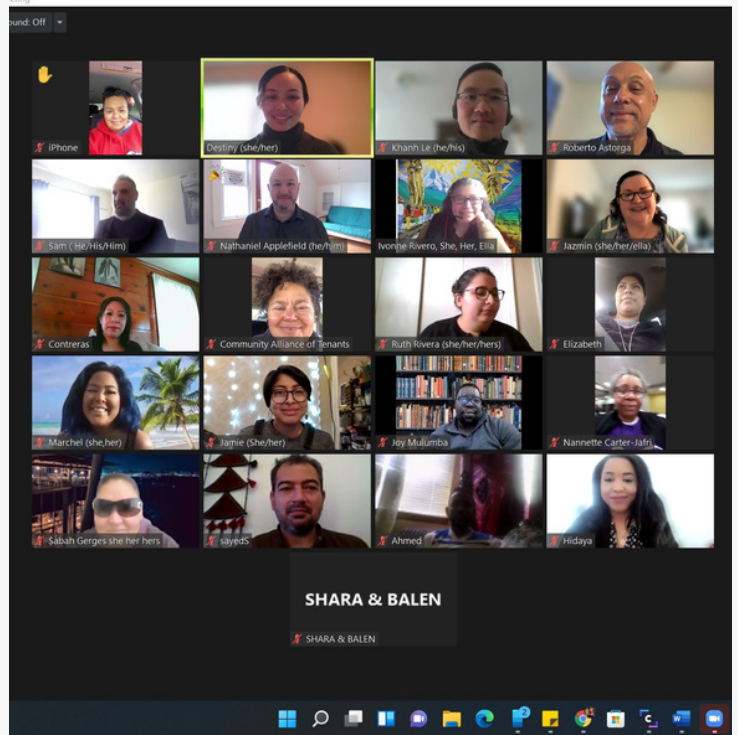 ound: Off
iPhone
Destiny (she/her)
Khanh Le (he/his)
Roberto Astorga
Sam ( He/His/Him)
Nathaniel Applefield (he/him)
Ivonne Rivero, She, Her, Ella
Jazmin (she/her/ella)
Contreras
Community Alliance of Tenants
Ruth Rivera (she/her/hers)
Elizabeth
Marchel (she,her)
Jamie (She/her)
Joy Mulumba
Nannette Carter-Jafri
Sabah Gerges she her hers
sayedS
Ahmed
Hidaya
SHARA & BALEN
SHARA & BALEN
2